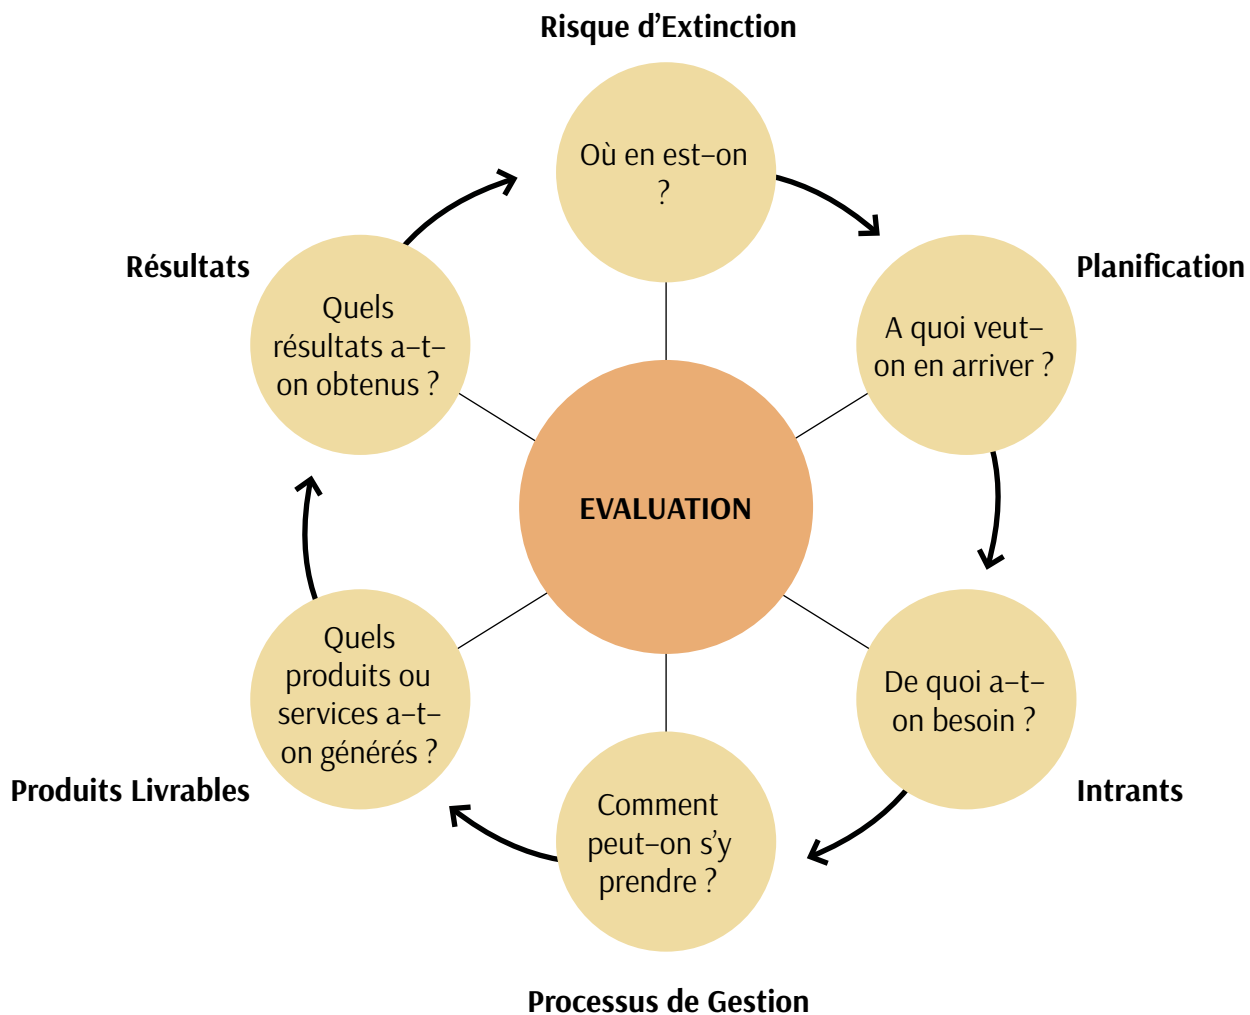 Risque d’Extinction
Où en est–on
?
Planification
A quoi veut–
on en arriver ?
Intrants
De quoi a–t–
on besoin ?
Processus de Gestion
Comment
peut–on s’y
prendre ?
Produits Livrables
Quels
produits ou
services a–t–
on générés ?
Résultats
Quels
résultats a–t–
on obtenus ?
EVALUATION